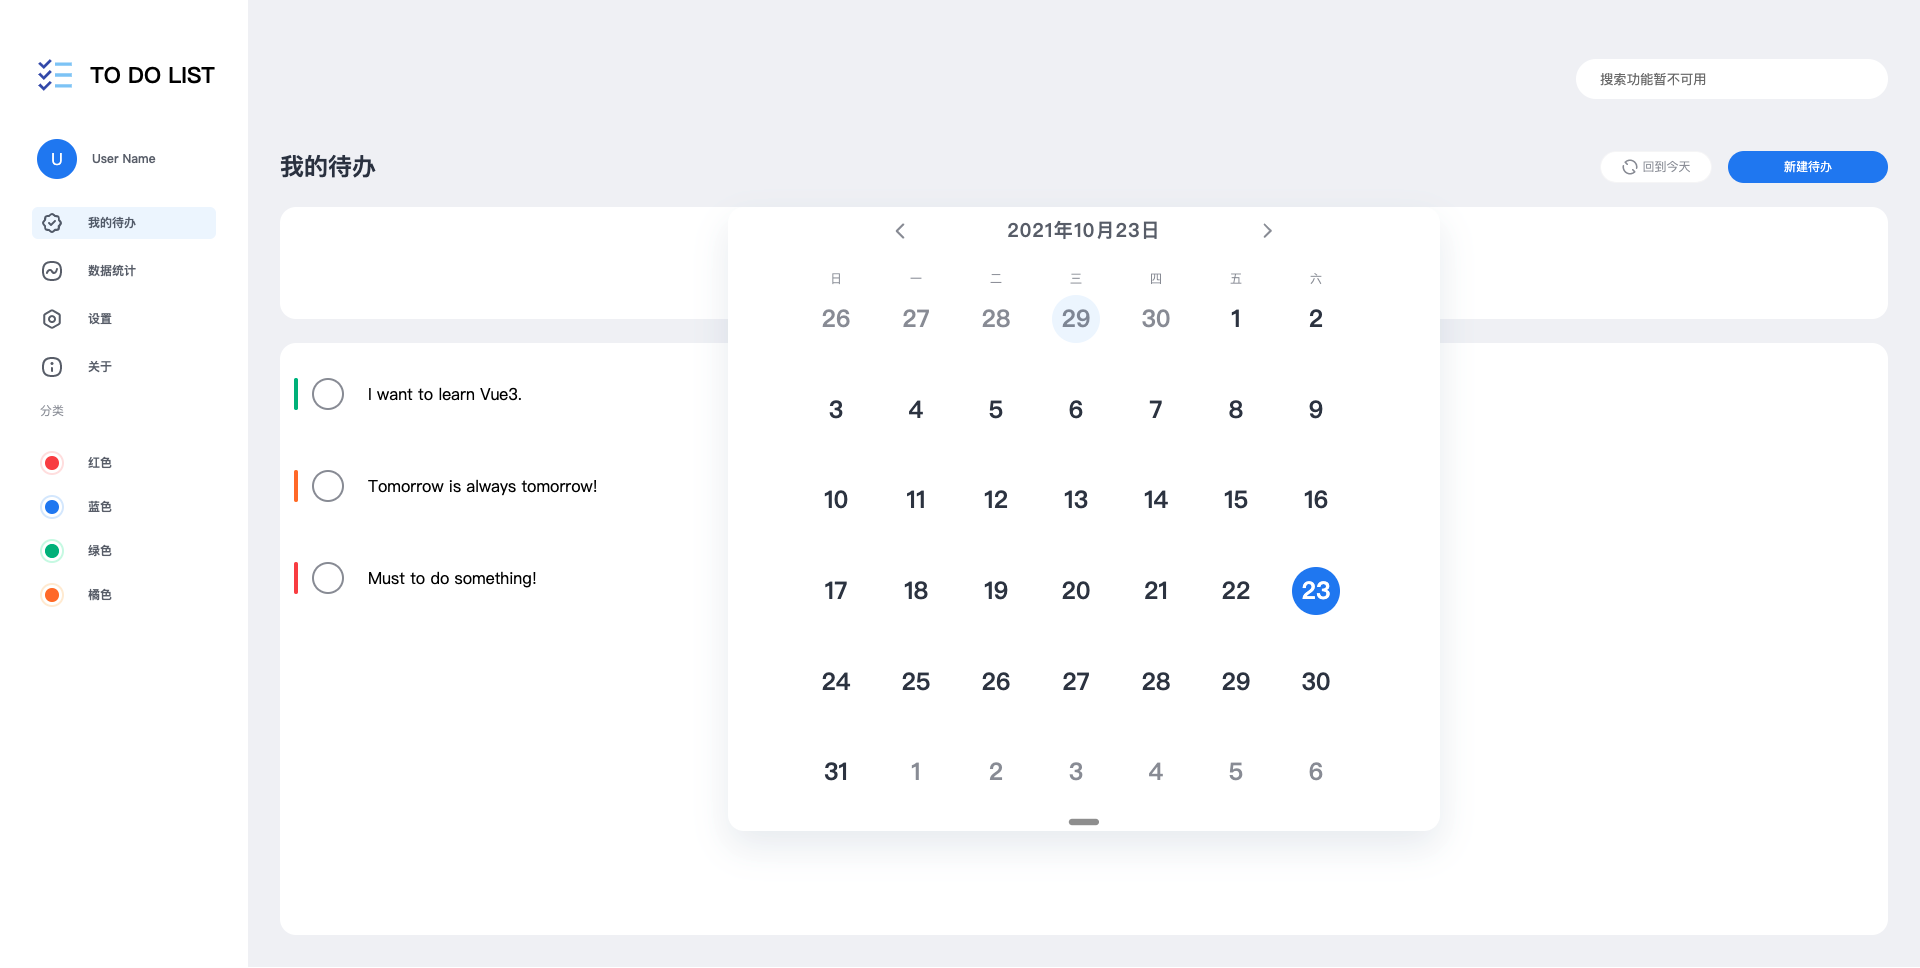 TO DO LIST
U
User Name
我的待办
数据统计
设置
关于
分类
红色
蓝色
绿色
橘色
搜索功能暂不可用
我的待办
回到今天
新建待办
2021年10月23日
日 一 二 三 四 五 六
26 27 28 29 30 1 2
3 4 5 6 7 8 9
10 11 12 13 14 15 16
17 18 19 20 21 22 23
24 25 26 27 28 29 30
31 1 2 3 4 5 6
I want to learn Vue3.
Tomorrow is always tomorrow!
Must to do something!